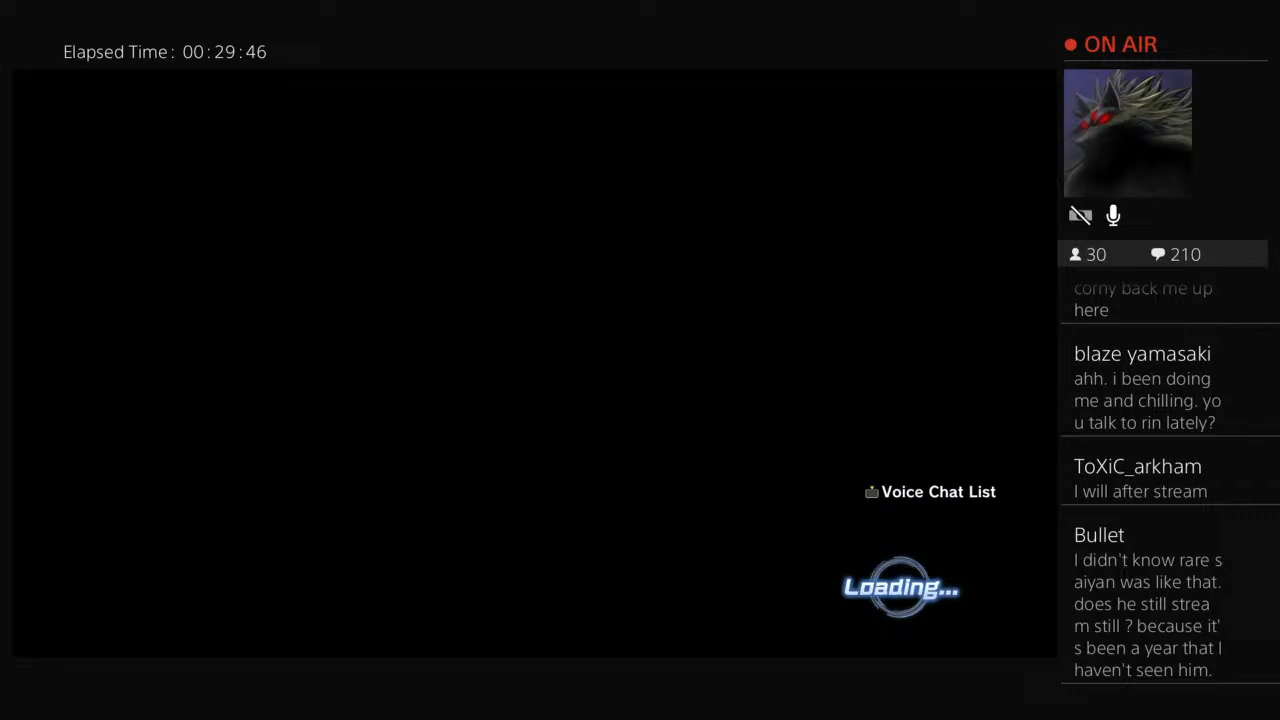 Elapsed Time: 00:29:46
ON AIR
30 210
corny back me up
here
blaze yamasaki
ahh. i been doing
me and chilling. yo
u talk to rin lately?
ToXiC_arkham
I will after stream
Voice Chat List
Bullet
I didn't know rare s
aiyan was like that.
does he still strea
m still ? because it'
s been a year that I
haven't seen him.
Loading...